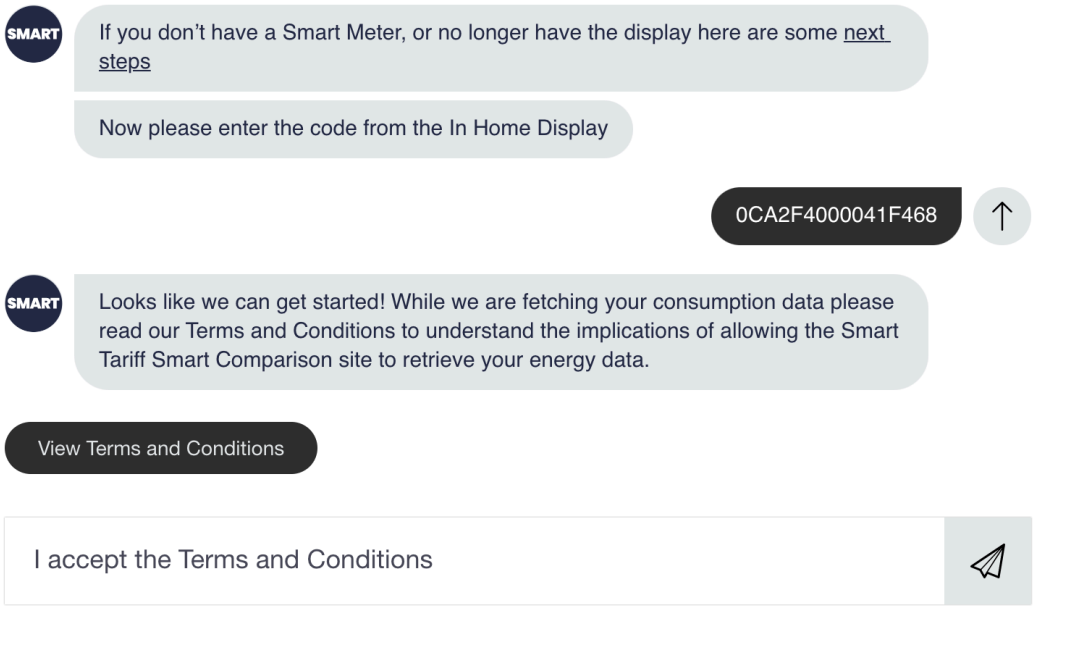 SMART
If you don’t have a Smart Meter, or no longer have the display here are some next
steps
Now please enter the code from the In Home Display
0CA2F4000041F468
SMART
Looks like we can get started! While we are fetching your consumption data please
read our Terms and Conditions to understand the implications of allowing the Smart
Tariff Smart Comparison site to retrieve your energy data.
View Terms and Conditions
I accept the Terms and Conditions